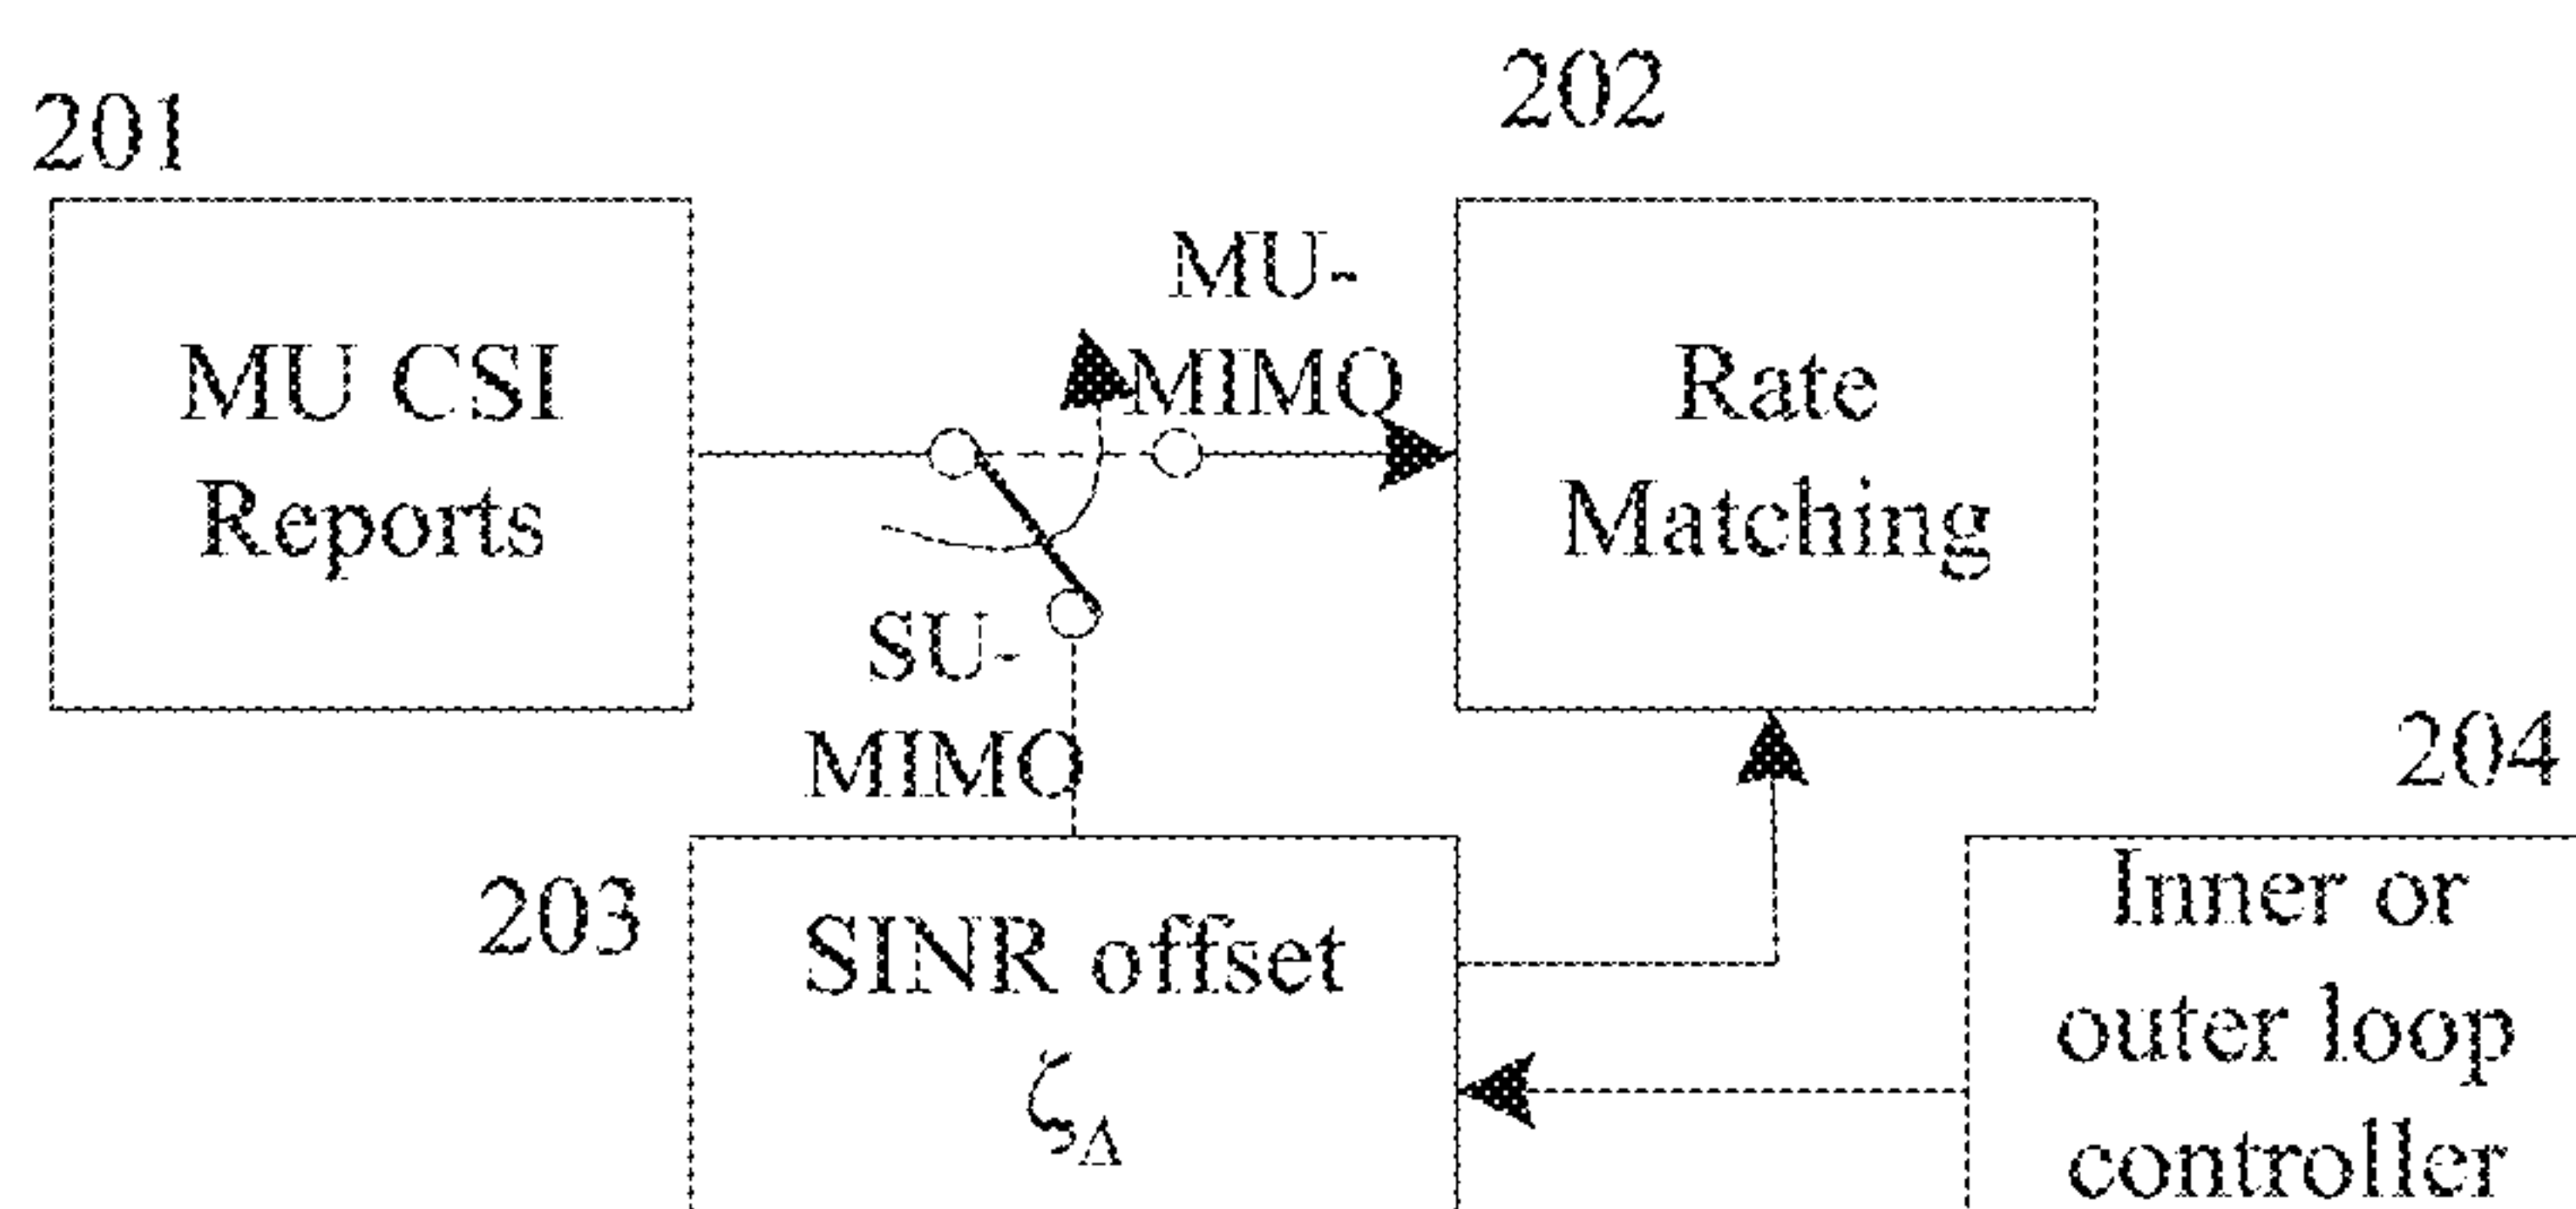 201
202
MU CSI
Reports
MU-
MIMO
Rate
Matching
SU-
MIMO
203
SINR offset
ζΔ
204
Inner or
outer loop
controller